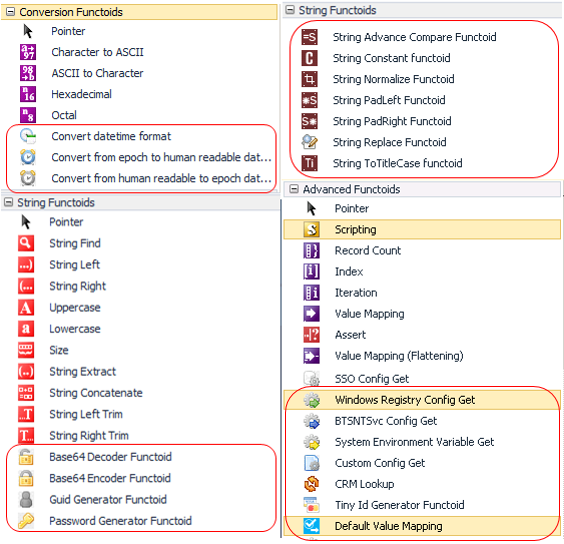 Conversion Functoids
Pointer
Character to ASCII
ASCII to Character
Hexadecimal
Octal
Convert datetime format
Convert from epoch to human readable dat...
Convert from human readable to epoch dat...
String Functoids
Pointer
String Find
String Left
String Right
Uppercase
Lowercase
Size
String Extract
String Concatenate
String Left Trim
String Right Trim
Base64 Decoder Functoid
Base64 Encoder Functoid
Guid Generator Functoid
Password Generator Functoid
String Functoids
String Advance Compare Functoid
String Constant functoid
String Normalize Functoid
String PadLeft Functoid
String PadRight Functoid
String Replace Functoid
String ToTitleCase functoid
Advanced Functoids
Pointer
Scripting
Record Count
Index
Iteration
Value Mapping
Assert
Value Mapping (Flattening)
SSO Config Get
Windows Registry Config Get
BTSNTSvc Config Get
System Environment Variable Get
Custom Config Get
CRM Lookup
Tiny Id Generator Functoid
Default Value Mapping